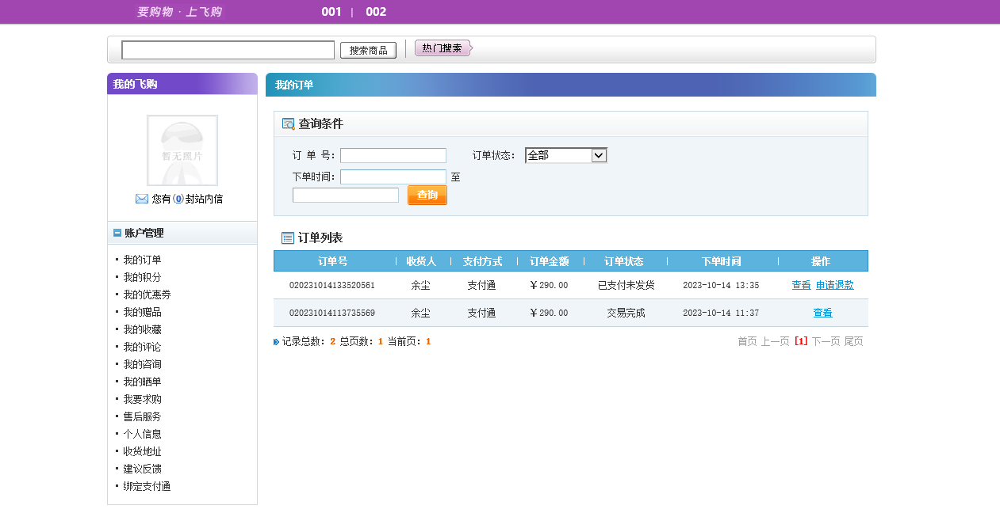 要购物 · 上飞购 001 | 002
搜索商品 热门搜索
我的飞购
暂无照片
您有(0)封站内信
账户管理
我的订单
我的积分
我的优惠券
我的赠品
我的收藏
我的评论
我的咨询
我的晒单
我要求购
售后服务
个人信息
收货地址
建议反馈
绑定支付通
我的订单
查询条件
订 单 号: 订单状态: 全部
下单时间: 至
查询
订单列表
订单号 收货人 支付方式 订单金额 订单状态 下单时间 操作
020231014133520561 余尘 支付通 ￥290.00 已支付未发货 2023-10-14 13:35 查看 申请退款
020231014113735569 余尘 支付通 ￥290.00 交易完成 2023-10-14 11:37 查看
记录总数: 2 总页数: 1 当前页: 1 首页 上一页 [1] 下一页 尾页